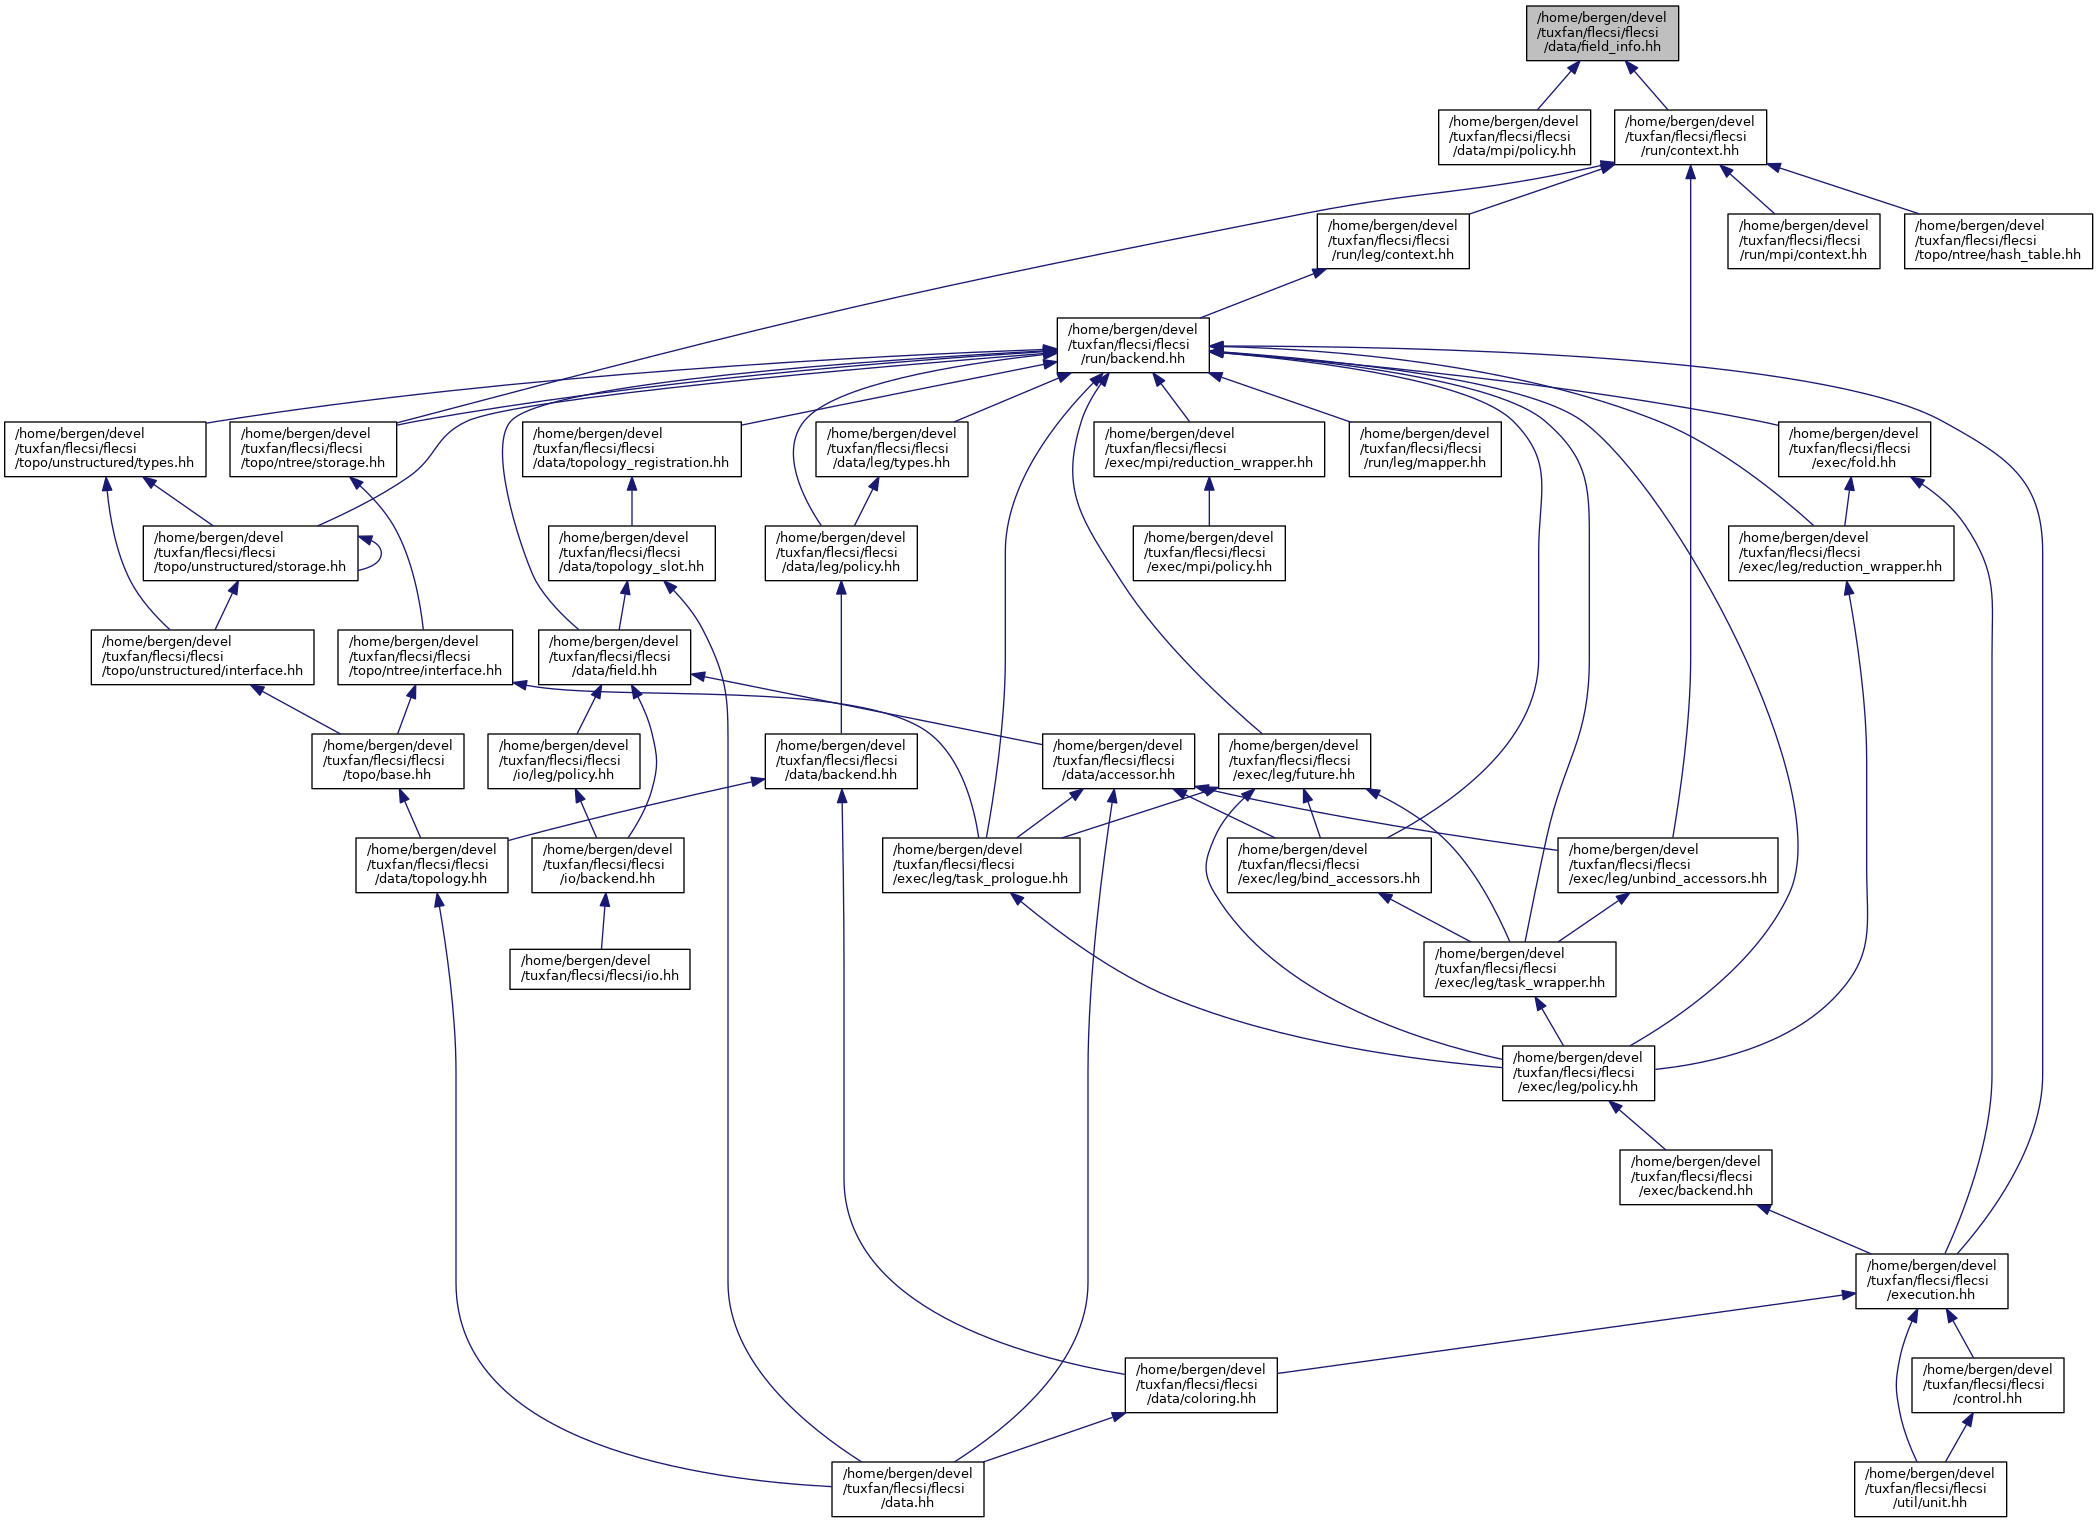 /home/bergen/devel
/tuxfan/flecsi/flecsi
/data/field_info.hh
/home/bergen/devel
/tuxfan/flecsi/flecsi
/data/mpi/policy.hh
/home/bergen/devel
/tuxfan/flecsi/flecsi
/run/context.hh
/home/bergen/devel
/tuxfan/flecsi/flecsi
/run/leg/context.hh
/home/bergen/devel
/tuxfan/flecsi/flecsi
/run/mpi/context.hh
/home/bergen/devel
/tuxfan/flecsi/flecsi
/topo/ntree/hash_table.hh
/home/bergen/devel
/tuxfan/flecsi/flecsi
/run/backend.hh
/home/bergen/devel
/tuxfan/flecsi/flecsi
/topo/unstructured/types.hh
/home/bergen/devel
/tuxfan/flecsi/flecsi
/topo/ntree/storage.hh
/home/bergen/devel
/tuxfan/flecsi/flecsi
/data/topology_registration.hh
/home/bergen/devel
/tuxfan/flecsi/flecsi
/data/leg/types.hh
/home/bergen/devel
/tuxfan/flecsi/flecsi
/exec/mpi/reduction_wrapper.hh
/home/bergen/devel
/tuxfan/flecsi/flecsi
/run/leg/mapper.hh
/home/bergen/devel
/tuxfan/flecsi/flecsi
/exec/fold.hh
/home/bergen/devel
/tuxfan/flecsi/flecsi
/topo/unstructured/storage.hh
/home/bergen/devel
/tuxfan/flecsi/flecsi
/data/topology_slot.hh
/home/bergen/devel
/tuxfan/flecsi/flecsi
/data/leg/policy.hh
/home/bergen/devel
/tuxfan/flecsi/flecsi
/exec/mpi/policy.hh
/home/bergen/devel
/tuxfan/flecsi/flecsi
/exec/leg/reduction_wrapper.hh
/home/bergen/devel
/tuxfan/flecsi/flecsi
/topo/unstructured/interface.hh
/home/bergen/devel
/tuxfan/flecsi/flecsi
/topo/ntree/interface.hh
/home/bergen/devel
/tuxfan/flecsi/flecsi
/data/field.hh
/home/bergen/devel
/tuxfan/flecsi/flecsi
/topo/base.hh
/home/bergen/devel
/tuxfan/flecsi/flecsi
/io/leg/policy.hh
/home/bergen/devel
/tuxfan/flecsi/flecsi
/data/backend.hh
/home/bergen/devel
/tuxfan/flecsi/flecsi
/data/accessor.hh
/home/bergen/devel
/tuxfan/flecsi/flecsi
/exec/leg/future.hh
/home/bergen/devel
/tuxfan/flecsi/flecsi
/data/topology.hh
/home/bergen/devel
/tuxfan/flecsi/flecsi
/io/backend.hh
/home/bergen/devel
/tuxfan/flecsi/flecsi
/exec/leg/task_prologue.hh
/home/bergen/devel
/tuxfan/flecsi/flecsi
/exec/leg/bind_accessors.hh
/home/bergen/devel
/tuxfan/flecsi/flecsi
/exec/leg/unbind_accessors.hh
/home/bergen/devel
/tuxfan/flecsi/flecsi/io.hh
/home/bergen/devel
/tuxfan/flecsi/flecsi
/exec/leg/task_wrapper.hh
/home/bergen/devel
/tuxfan/flecsi/flecsi
/exec/leg/policy.hh
/home/bergen/devel
/tuxfan/flecsi/flecsi
/exec/backend.hh
/home/bergen/devel
/tuxfan/flecsi/flecsi
/execution.hh
/home/bergen/devel
/tuxfan/flecsi/flecsi
/data/coloring.hh
/home/bergen/devel
/tuxfan/flecsi/flecsi
/control.hh
/home/bergen/devel
/tuxfan/flecsi/flecsi
/data.hh
/home/bergen/devel
/tuxfan/flecsi/flecsi
/util/unit.hh